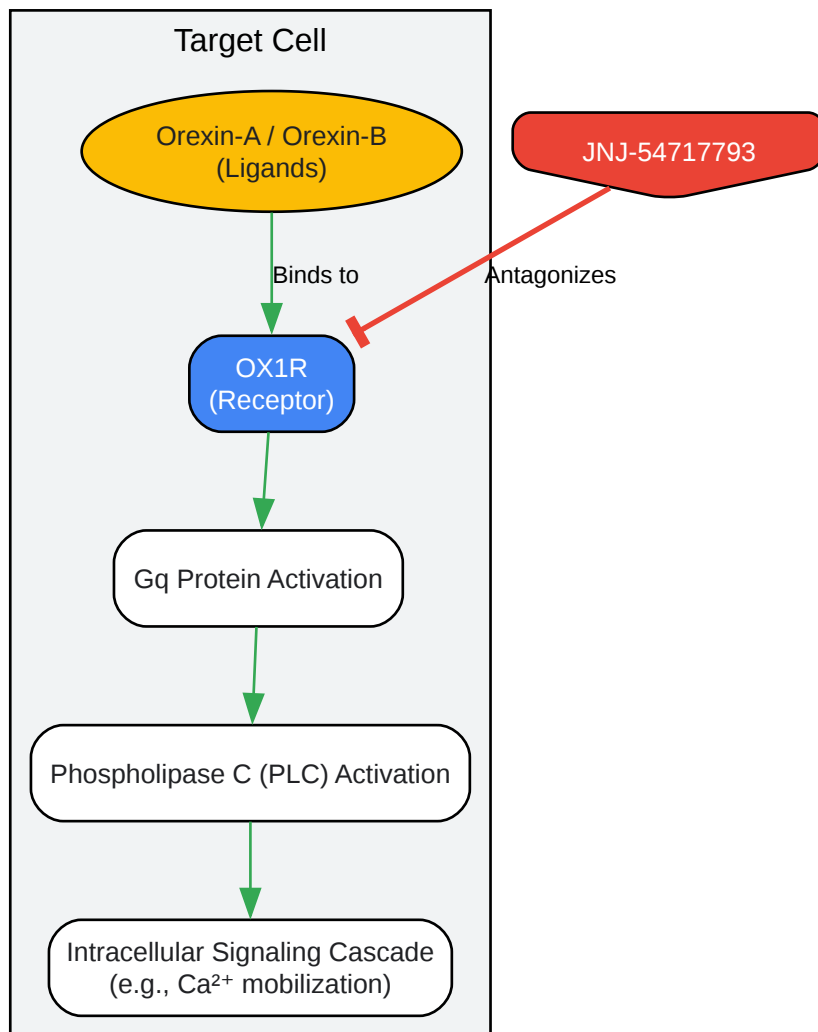 Target Cell
Orexin-A / Orexin-B
(Ligands)
JNJ-54717793
Binds to
Antagonizes
OX1R
(Receptor)
Gq Protein Activation
Phospholipase C (PLC) Activation
Intracellular Signaling Cascade
(e.g., Ca²⁺ mobilization)